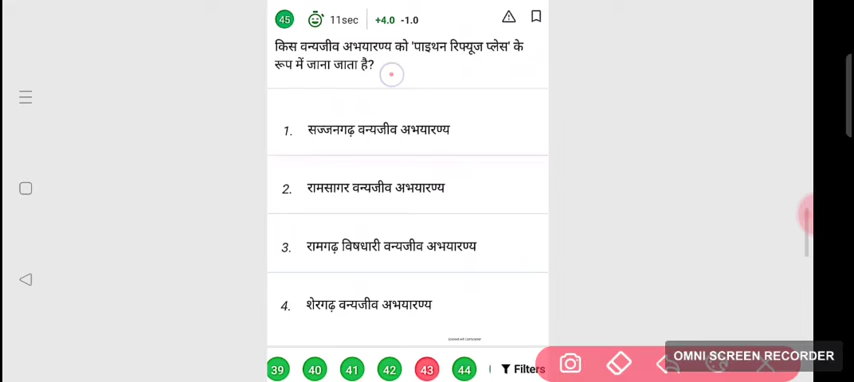 45 11sec +4.0 -1.0
किस वन्यजीव अभयारण्य को 'पाइथन रिफ्यूज प्लेस' के
रूप में जाना जाता है?
1. सज्जनगढ़ वन्यजीव अभयारण्य
2. रामसागर वन्यजीव अभयारण्य
3. रामगढ़ विषधारी वन्यजीव अभयारण्य
4. शेरगढ़ वन्यजीव अभयारण्य
39 40 41 42 43 44 Filters
OMNI SCREEN RECORDER